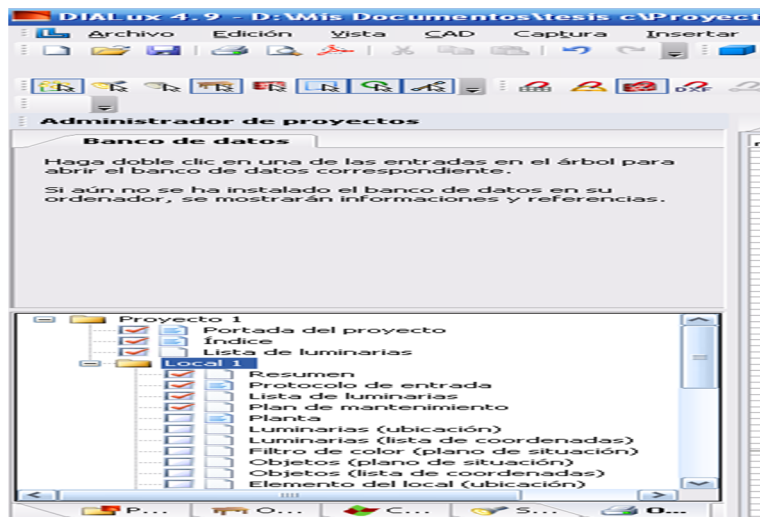 DIALux 4.9 - D:\Mis Documentos\tesis c\Proyect
Archivo Edición Vista CAD Captura Insertar
DXF
Administrador de proyectos
Banco de datos
Haga doble clic en una de las entradas en el árbol para
abrir el banco de datos correspondiente.
Si aún no se ha instalado el banco de datos en su
ordenador, se mostrarán informaciones y referencias.
Proyecto 1
Portada del proyecto
Índice
Lista de luminarias
Local 1
Resumen
Protocolo de entrada
Lista de luminarias
Plan de mantenimiento
Planta
Luminarias (ubicación)
Luminarias (lista de coordenadas)
Filtro de color (plano de situación)
Objetos (plano de situación)
Objetos (lista de coordenadas)
Elemento del local (ubicación)
P... O... C... S... O...